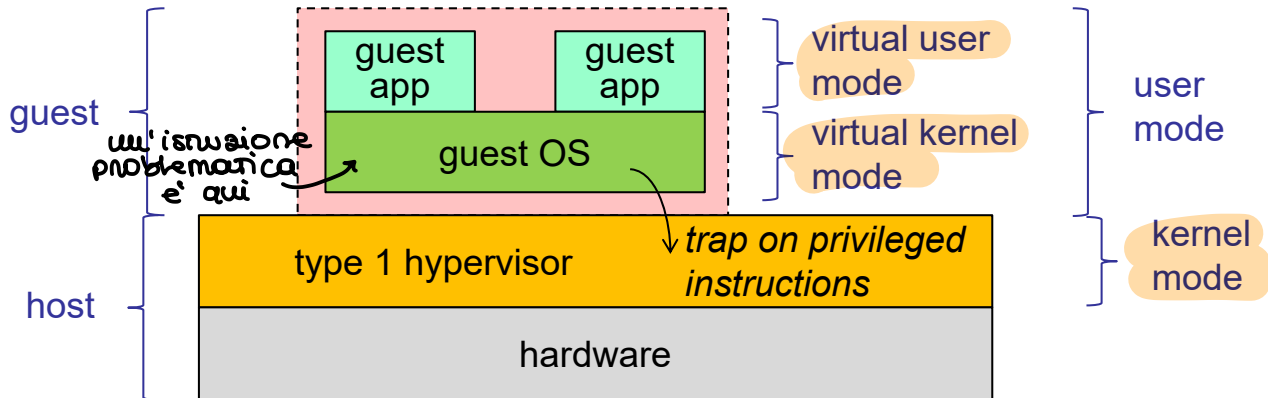 guest
app
guest
app
virtual user
mode
user
mode
guest
un'istruzione
problematica
è qui
guest OS
virtual kernel
mode
type 1 hypervisor
trap on privileged
instructions
kernel
mode
host
hardware